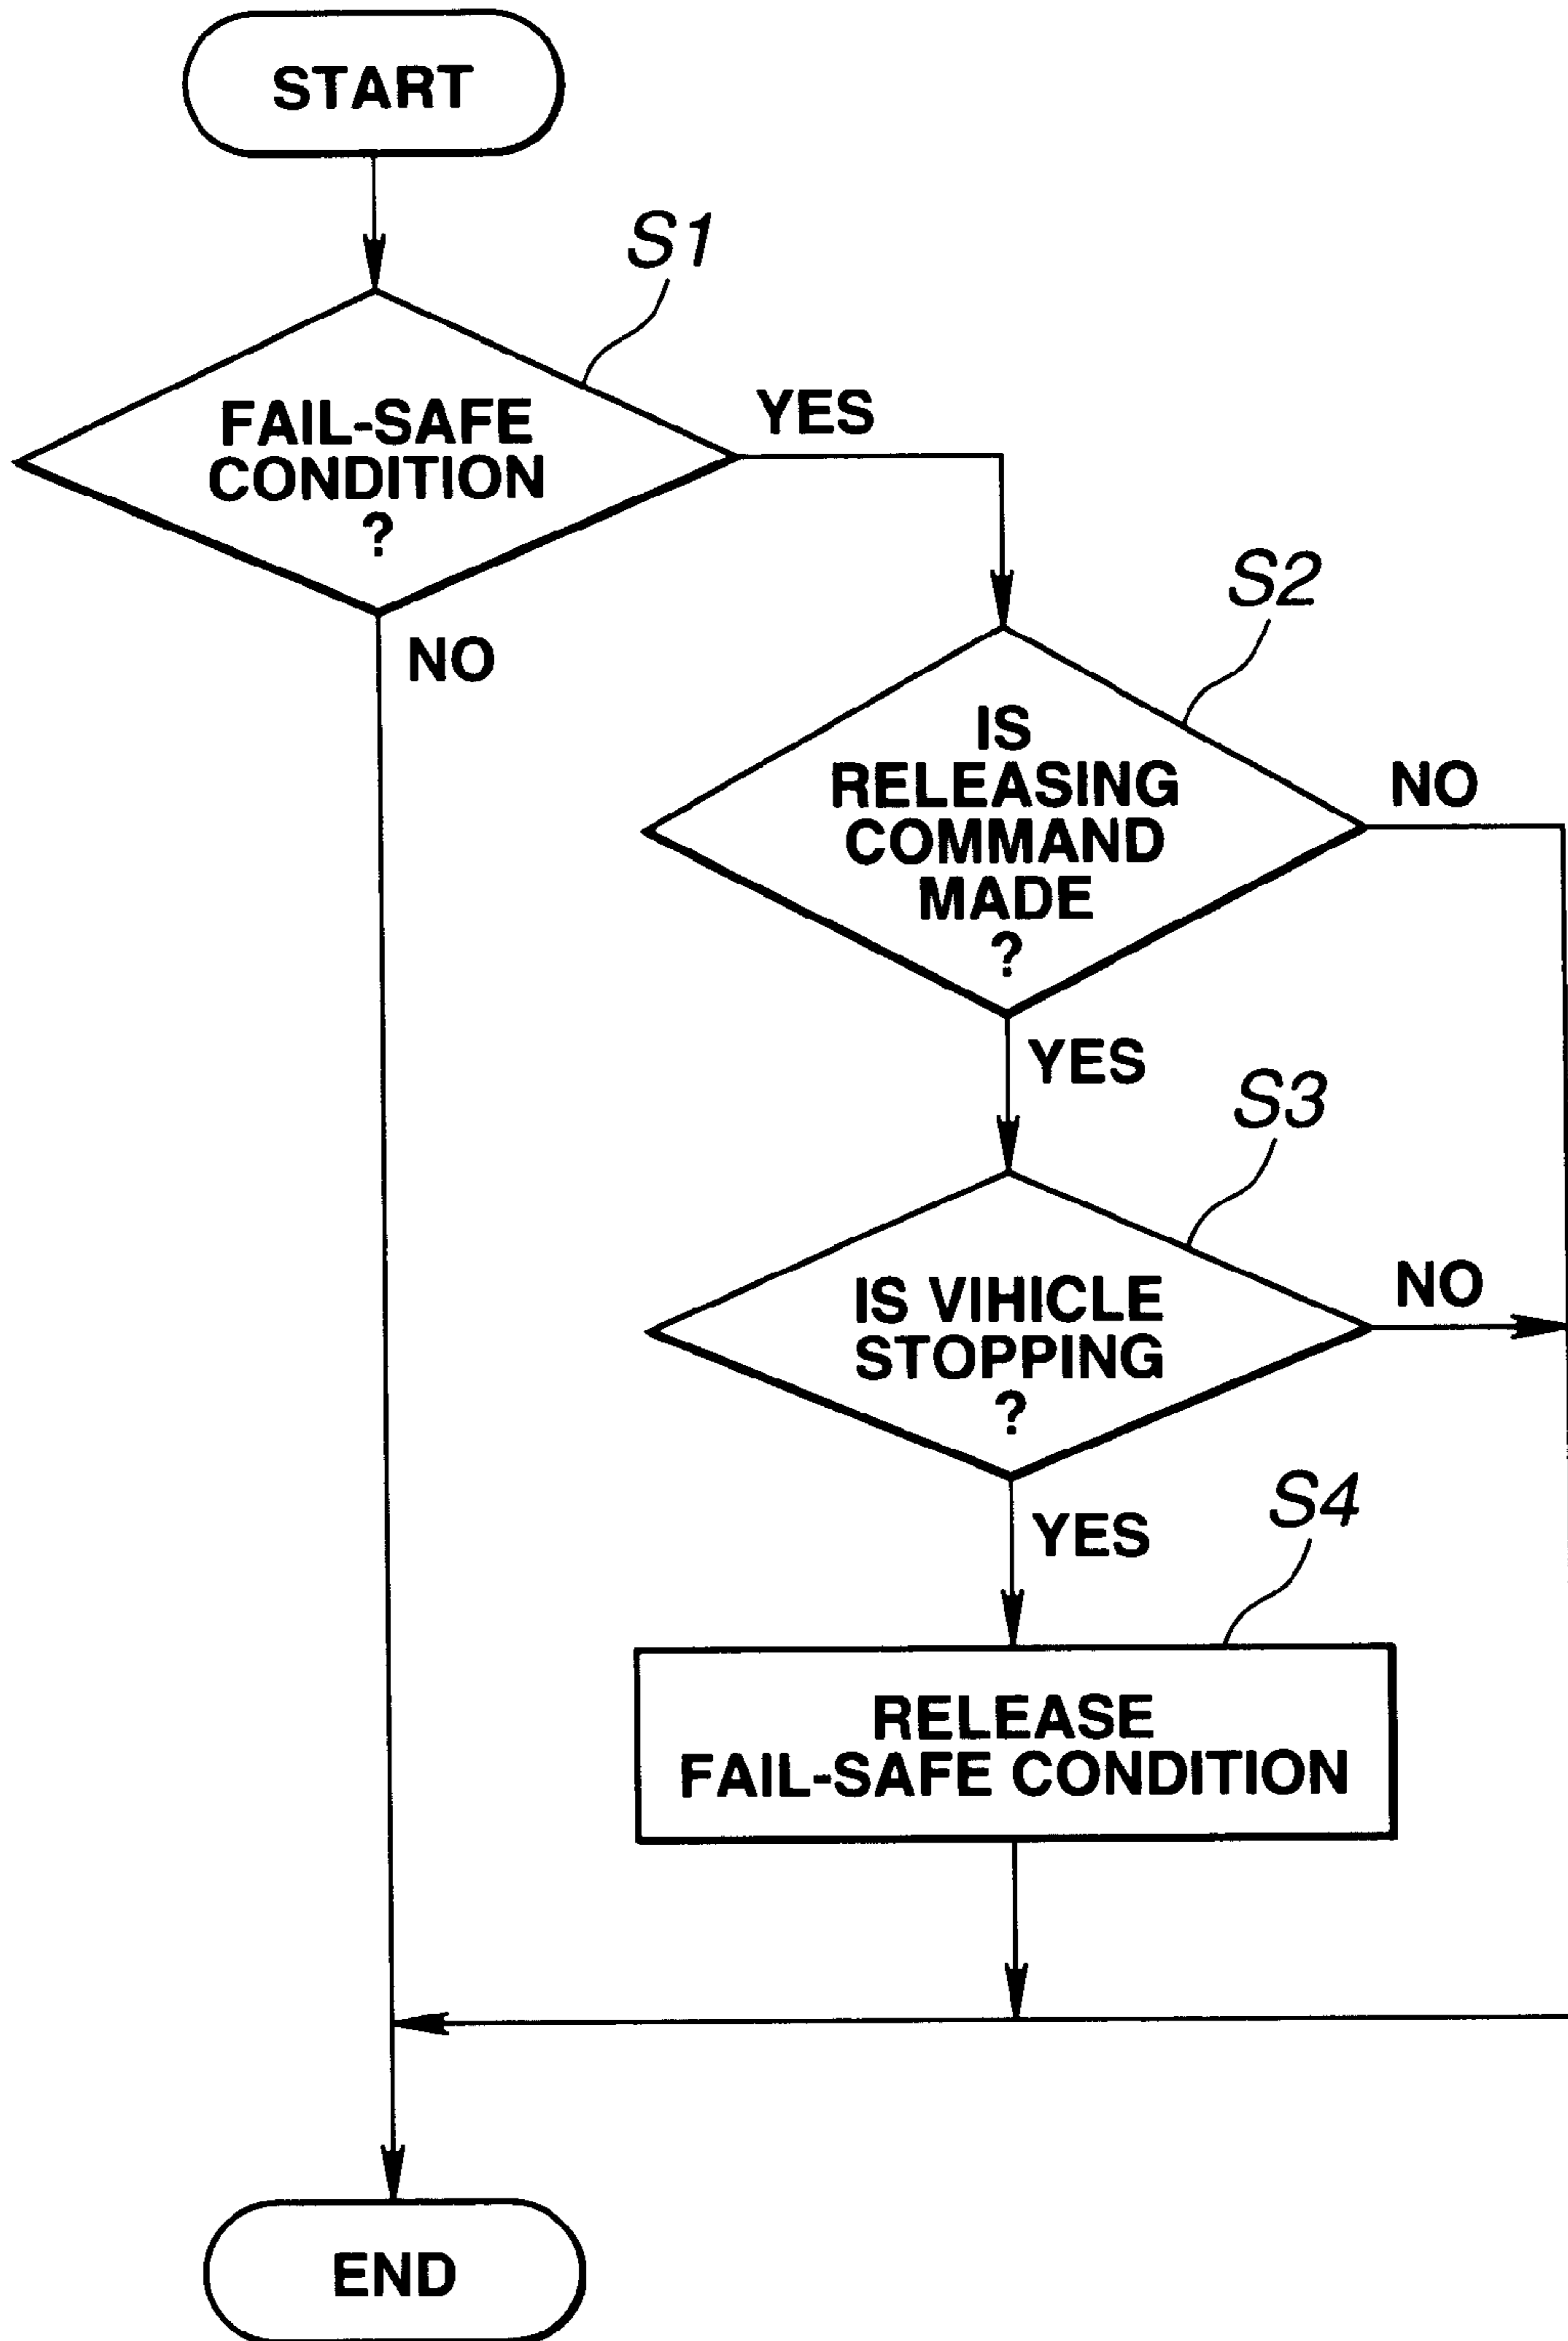 START
S1
FAIL-SAFE
CONDITION
?
YES
NO
S2
IS
RELEASING
COMMAND
MADE
?
NO
YES
S3
IS VIHICLE
STOPPING
?
NO
YES
S4
RELEASE
FAIL-SAFE CONDITION
END